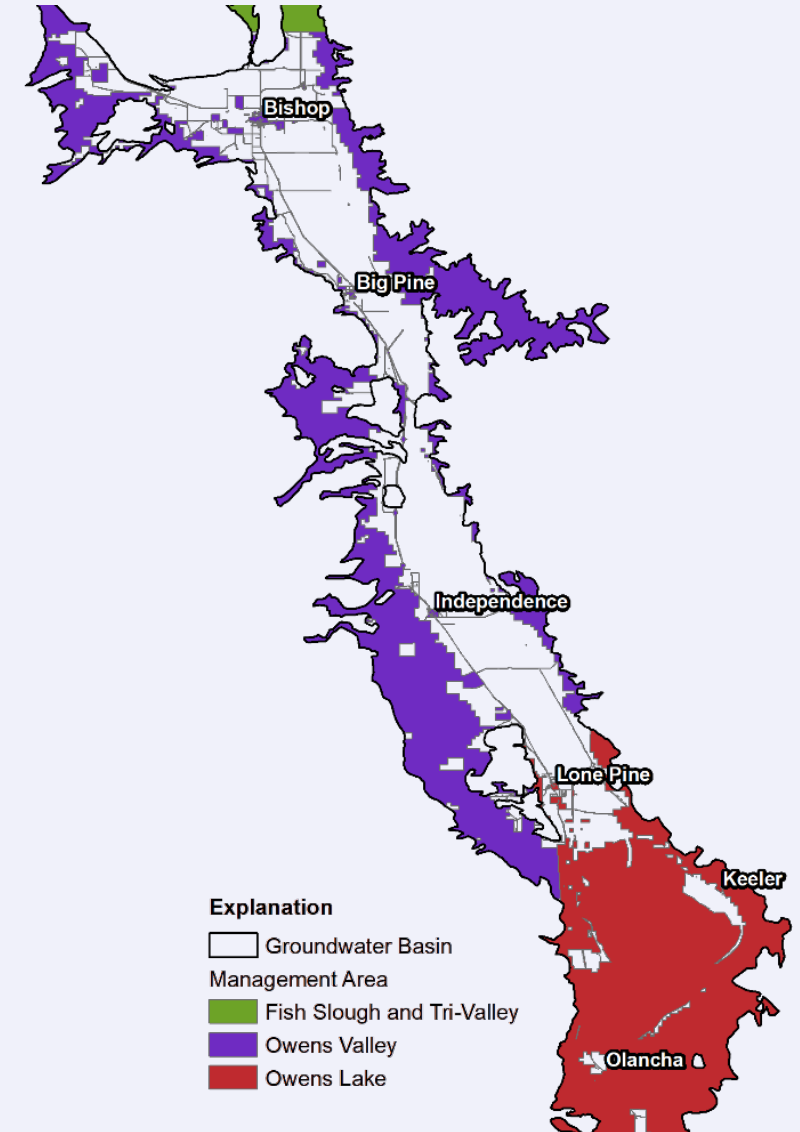 Bishop
Big Pine
Independence
Lone Pine
Keeler
Explanation
Groundwater Basin
Management Area
Fish Slough and Tri-Valley
Owens Valley
Olancha
Owens Lake